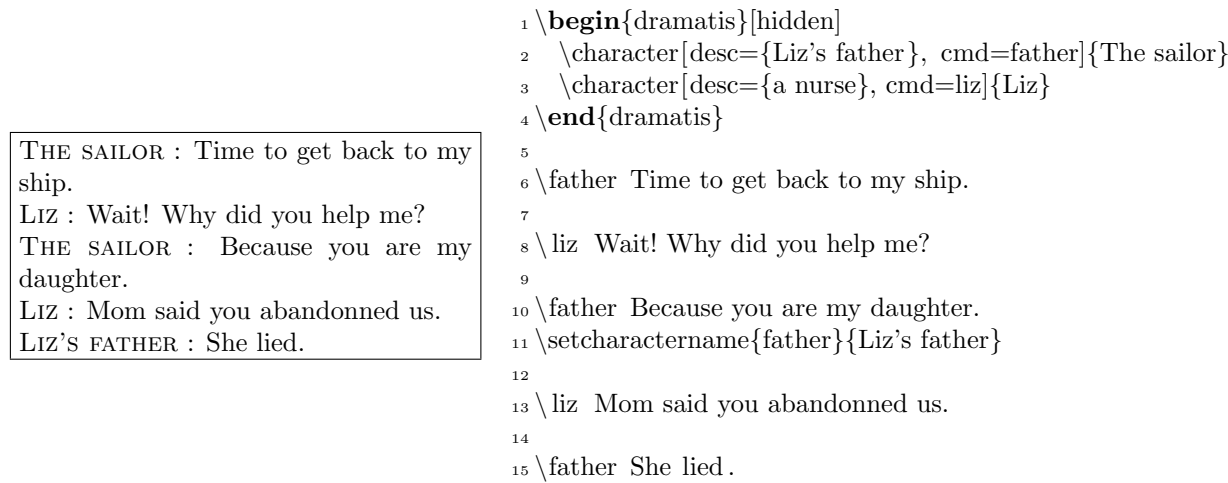 THE SAILOR : Time to get back to my
ship.
LIZ : Wait! Why did you help me?
THE SAILOR : Because you are my
daughter.
LIZ : Mom said you abandonned us.
LIZ'S FATHER : She lied.
1 \begin{dramatis}[hidden]
2 \character[desc={Liz's father}, cmd=father]{The sailor}
3 \character[desc={a nurse}, cmd=liz]{Liz}
4 \end{dramatis}
5
6 \father Time to get back to my ship.
7
8 \liz Wait! Why did you help me?
9
10 \father Because you are my daughter.
11 \setcharactername{father}{Liz's father}
12
13 \liz Mom said you abandonned us.
14
15 \father She lied.